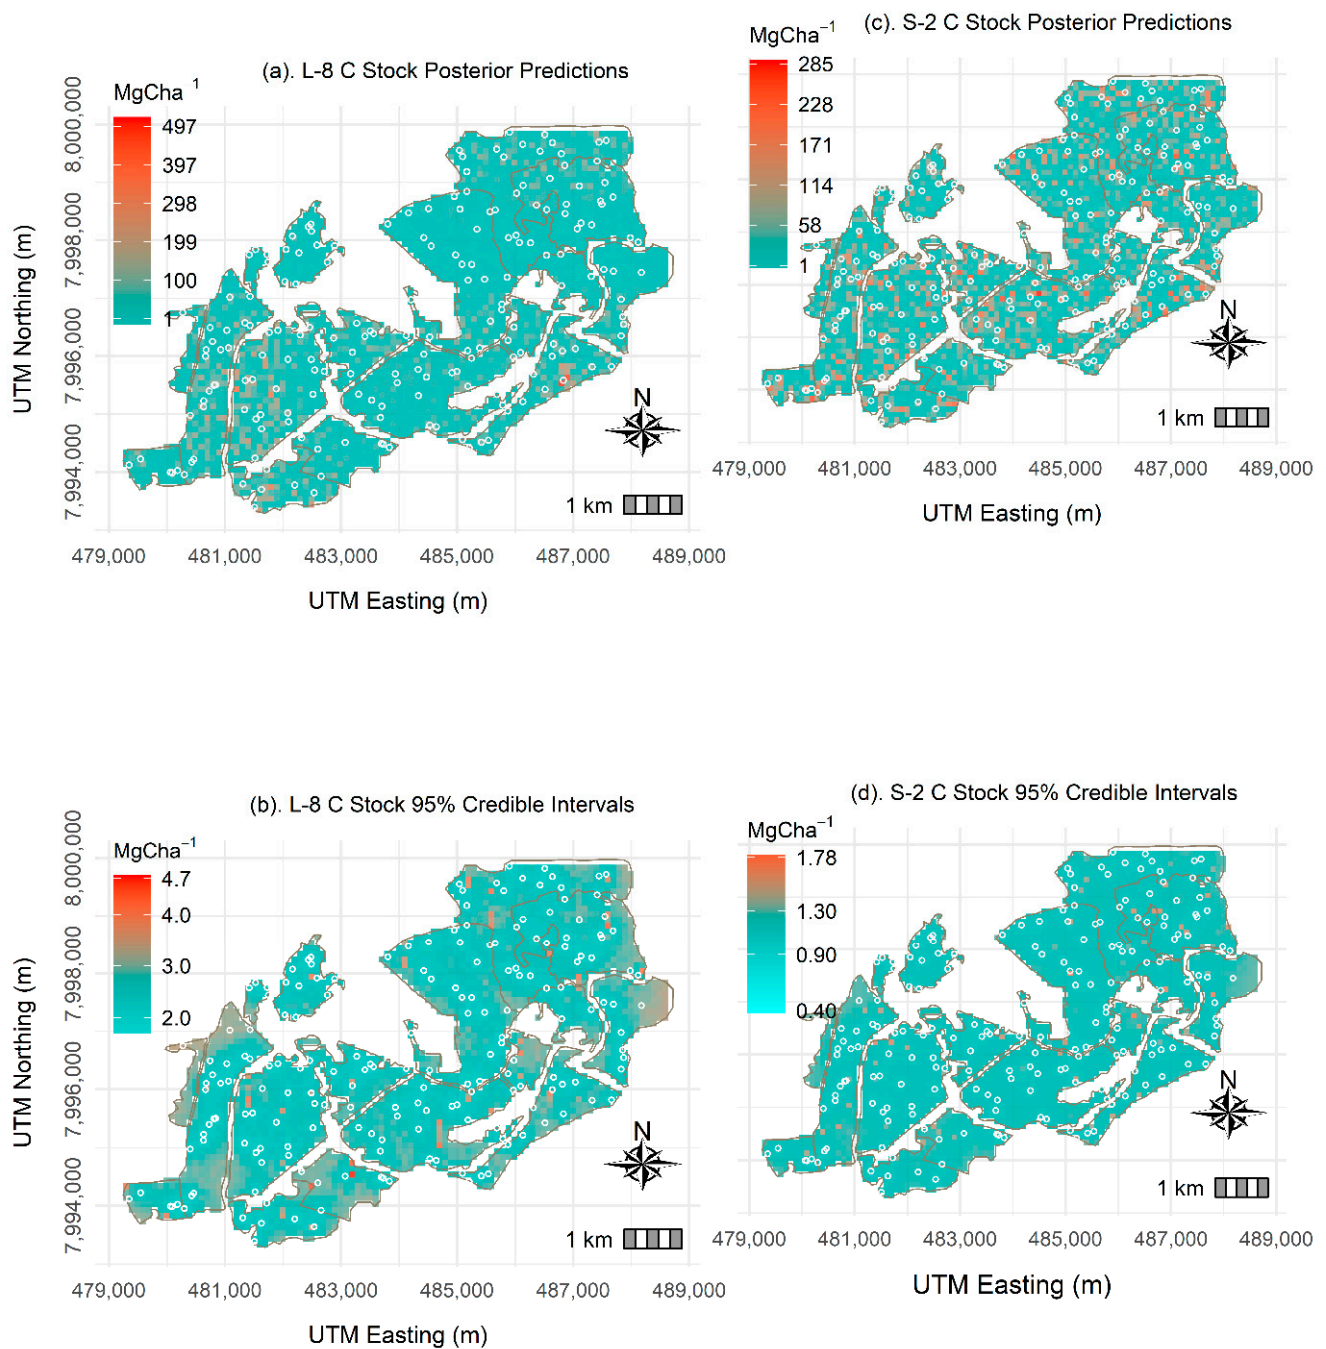 (a). L-8 C Stock Posterior Predictions
MgCha ¹
497
397
298
199
100
1
8,000,000
7,998,000
7,996,000
7,994,000
UTM Northing (m)
N
1 km
479,000 481,000 483,000 485,000 487,000 489,000
UTM Easting (m)
(c). S-2 C Stock Posterior Predictions
MgCha⁻¹
285
228
171
114
58
1
N
1 km
479,000 481,000 483,000 485,000 487,000 489,000
UTM Easting (m)
(b). L-8 C Stock 95% Credible Intervals
MgCha⁻¹
4.7
4.0
3.0
2.0
8,000,000
7,998,000
7,996,000
7,994,000
UTM Northing (m)
N
1 km
479,000 481,000 483,000 485,000 487,000 489,000
UTM Easting (m)
(d). S-2 C Stock 95% Credible Intervals
MgCha⁻¹
1.78
1.30
0.90
0.40
N
1 km
479,000 481,000 483,000 485,000 487,000 489,000
UTM Easting (m)